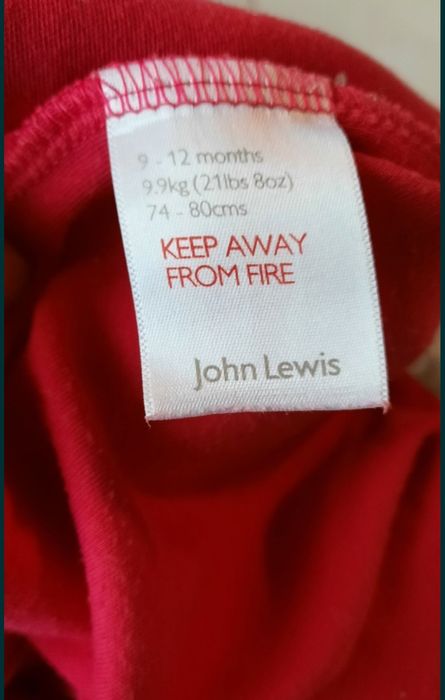 9 - 12 months
9.9kg (21lbs 8oz)
74 - 80cms
KEEP AWAY
FROM FIRE
John Lewis